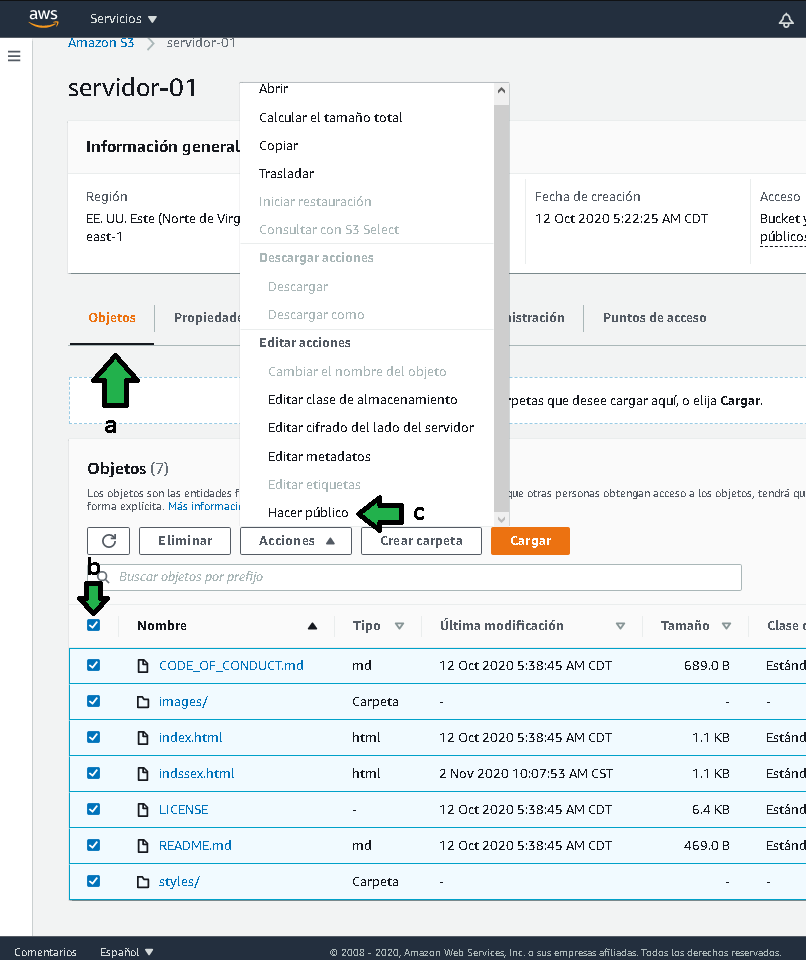 aws
Servicios ▼
Amazon S3 > servidor-01
servidor-01
Abrir
Calcular el tamaño total
Copiar
Trasladar
Iniciar restauración
Consultar con S3 Select
Descargar acciones
Descargar
Descargar como
Editar acciones
Cambiar el nombre del objeto
Editar clase de almacenamiento
Editar cifrado del lado del servidor
Editar metadatos
Editar etiquetas
Hacer público
c
Información general
Región
EE. UU. Este (Norte de Virg
east-1
Fecha de creación
12 Oct 2020 5:22:25 AM CDT
Acceso
Bucket y
públicos
Objetos
Propiedade
istración
Puntos de acceso
a
rpetas que desee cargar aquí, o elija Cargar.
Objetos (7)
Los objetos son las entidades f que otras personas obtengan acceso a los objetos, tendrá qu
forma explícita. Más informaci
Eliminar
Acciones ▲
Crear carpeta
Cargar
b
Buscar objetos por prefijo
Nombre Tipo Última modificación Tamaño Clase
CODE_OF_CONDUCT.md md 12 Oct 2020 5:38:45 AM CDT 689.0 B Estánd
images/ Carpeta - - -
index.html html 12 Oct 2020 5:38:45 AM CDT 1.1 KB Estánd
indssex.html html 2 Nov 2020 10:07:53 AM CST 1.1 KB Estánd
LICENSE - 12 Oct 2020 5:38:45 AM CDT 6.4 KB Estánd
README.md md 12 Oct 2020 5:38:45 AM CDT 469.0 B Estánd
styles/ Carpeta - - -
Comentarios Español ▼ © 2008 - 2020, Amazon Web Services, Inc. o sus empresas afiliadas. Todos los derechos reservados.